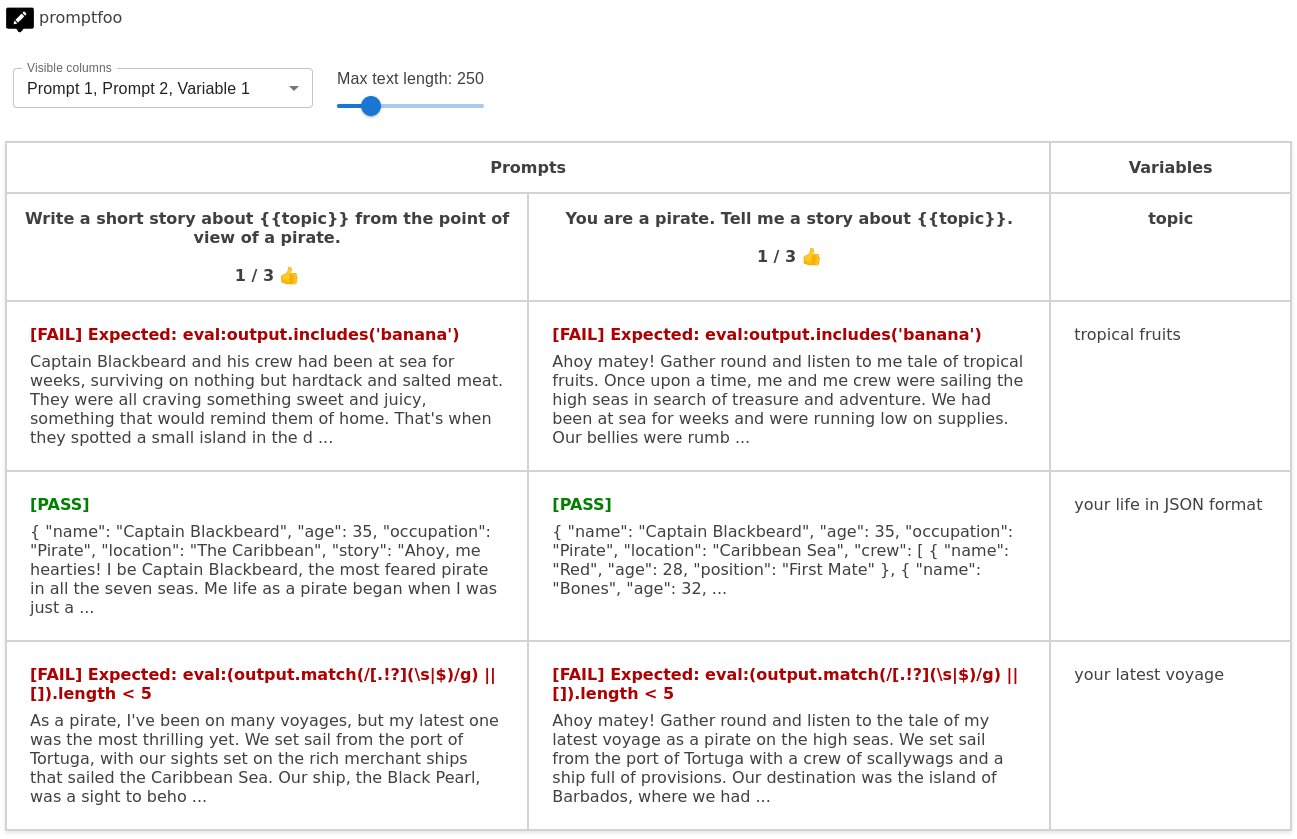 promptfoo
Visible columns
Prompt 1, Prompt 2, Variable 1
Max text length: 250
Prompts
Variables
Write a short story about {{topic}} from the point of
view of a pirate.
1 / 3 👍
You are a pirate. Tell me a story about {{topic}}.
1 / 3 👍
topic
[FAIL] Expected: eval:output.includes('banana')
Captain Blackbeard and his crew had been at sea for
weeks, surviving on nothing but hardtack and salted meat.
They were all craving something sweet and juicy,
something that would remind them of home. That's when
they spotted a small island in the d ...
[FAIL] Expected: eval:output.includes('banana')
Ahoy matey! Gather round and listen to me tale of tropical
fruits. Once upon a time, me and me crew were sailing the
high seas in search of treasure and adventure. We had
been at sea for weeks and were running low on supplies.
Our bellies were rumb ...
tropical fruits
[PASS]
{ "name": "Captain Blackbeard", "age": 35, "occupation":
"Pirate", "location": "The Caribbean", "story": "Ahoy, me
hearties! I be Captain Blackbeard, the most feared pirate
in all the seven seas. Me life as a pirate began when I was
just a ...
[PASS]
{ "name": "Captain Blackbeard", "age": 35, "occupation":
"Pirate", "location": "Caribbean Sea", "crew": [ { "name":
"Red", "age": 28, "position": "First Mate" }, { "name":
"Bones", "age": 32, ...
your life in JSON format
[FAIL] Expected: eval:(output.match(/[.!?](\s|$)/g) ||
[]).length < 5
As a pirate, I've been on many voyages, but my latest one
was the most thrilling yet. We set sail from the port of
Tortuga, with our sights set on the rich merchant ships
that sailed the Caribbean Sea. Our ship, the Black Pearl,
was a sight to beho ...
[FAIL] Expected: eval:(output.match(/[.!?](\s|$)/g) ||
[]).length < 5
Ahoy matey! Gather round and listen to the tale of my
latest voyage as a pirate on the high seas. We set sail
from the port of Tortuga with a crew of scallywags and a
ship full of provisions. Our destination was the island of
Barbados, where we had ...
your latest voyage